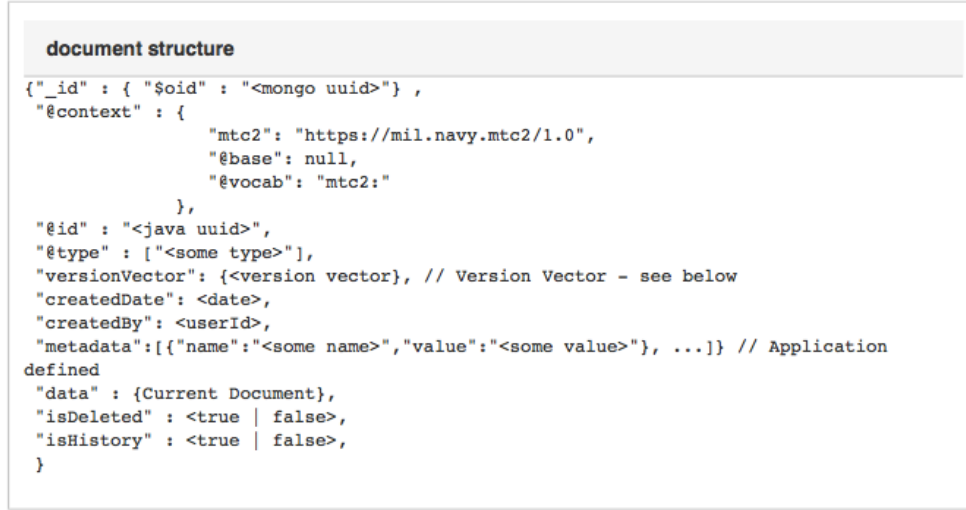 document structure
{"_id" : { "$oid" : "<mongo uuid>"} ,
"@context" : {
"mtc2": "https://mil.navy.mtc2/1.0",
"@base": null,
"@vocab": "mtc2:"
},
"@id" : "<java uuid>",
"@type" : ["<some type>"],
"versionVector": {<version vector}, // Version Vector - see below
"createdDate": <date>,
"createdBy": <userId>,
"metadata":[{"name":"<some name>","value":"<some value>"}, ...]} // Application
defined
"data" : {Current Document},
"isDeleted" : <true | false>,
"isHistory" : <true | false>,
}